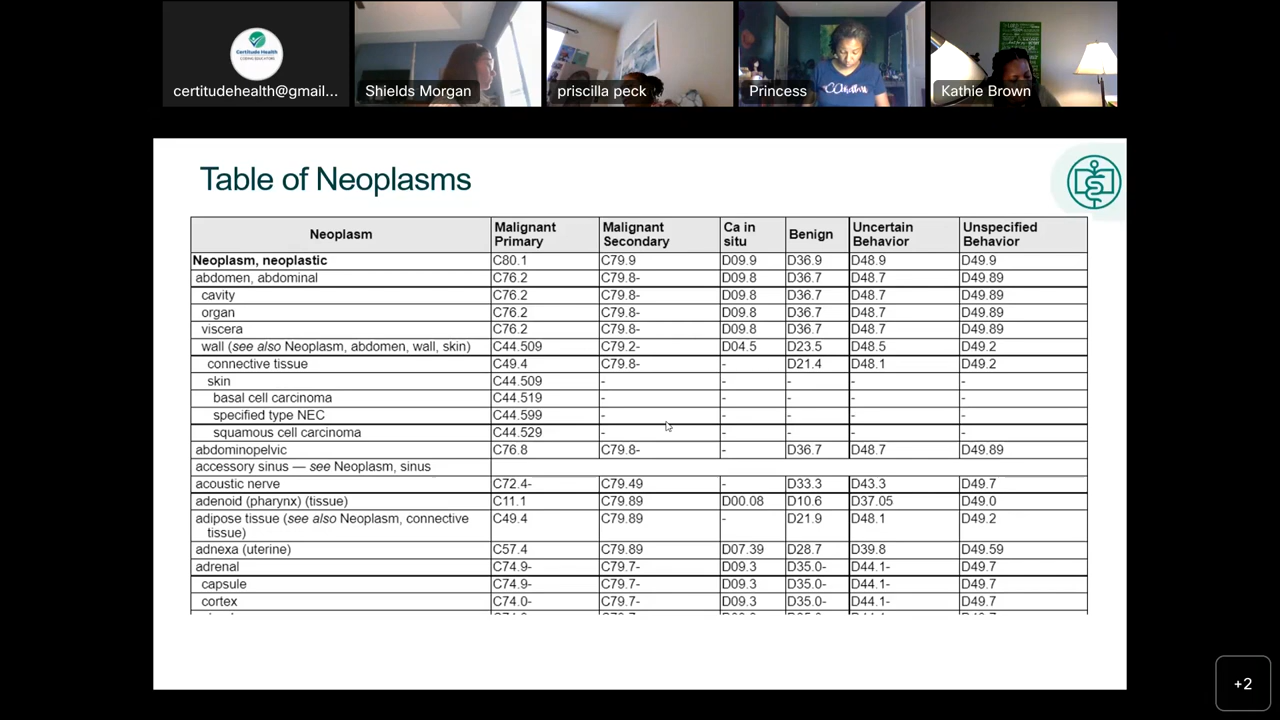 Certitude Health
CODING EDUCATORS
certitudehealth@gmail...
Shields Morgan
priscilla peck
Princess
Kathie Brown
Table of Neoplasms
Neoplasm Malignant Primary Malignant Secondary Ca in situ Benign Uncertain Behavior Unspecified Behavior
Neoplasm, neoplastic C80.1 C79.9 D09.9 D36.9 D48.9 D49.9
abdomen, abdominal C76.2 C79.8- D09.8 D36.7 D48.7 D49.89
cavity C76.2 C79.8- D09.8 D36.7 D48.7 D49.89
organ C76.2 C79.8- D09.8 D36.7 D48.7 D49.89
viscera C76.2 C79.8- D09.8 D36.7 D48.7 D49.89
wall (see also Neoplasm, abdomen, wall, skin) C44.509 C79.2- D04.5 D23.5 D48.5 D49.2
connective tissue C49.4 C79.8- - D21.4 D48.1 D49.2
skin C44.509 - - - - -
basal cell carcinoma C44.519 - - - - -
specified type NEC C44.599 - - - - -
squamous cell carcinoma C44.529 - - - - -
abdominopelvic C76.8 C79.8- - D36.7 D48.7 D49.89
accessory sinus — see Neoplasm, sinus
acoustic nerve C72.4- C79.49 - D33.3 D43.3 D49.7
adenoid (pharynx) (tissue) C11.1 C79.89 D00.08 D10.6 D37.05 D49.0
adipose tissue (see also Neoplasm, connective tissue) C49.4 C79.89 - D21.9 D48.1 D49.2
adnexa (uterine) C57.4 C79.89 D07.39 D28.7 D39.8 D49.59
adrenal C74.9- C79.7- D09.3 D35.0- D44.1- D49.7
capsule C74.9- C79.7- D09.3 D35.0- D44.1- D49.7
cortex C74.0- C79.7- D09.3 D35.0- D44.1- D49.7
+2